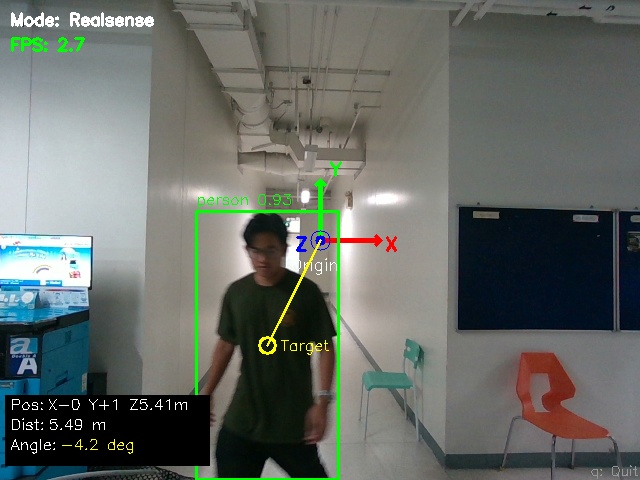 Mode: Realsense
FPS: 2.7
Y
person 0.93
Z
X
Origin
Target
a
A
Pos: X-0 Y+1 Z5.41m
Dist: 5.49 m
Angle: -4.2 deg
q: Quit